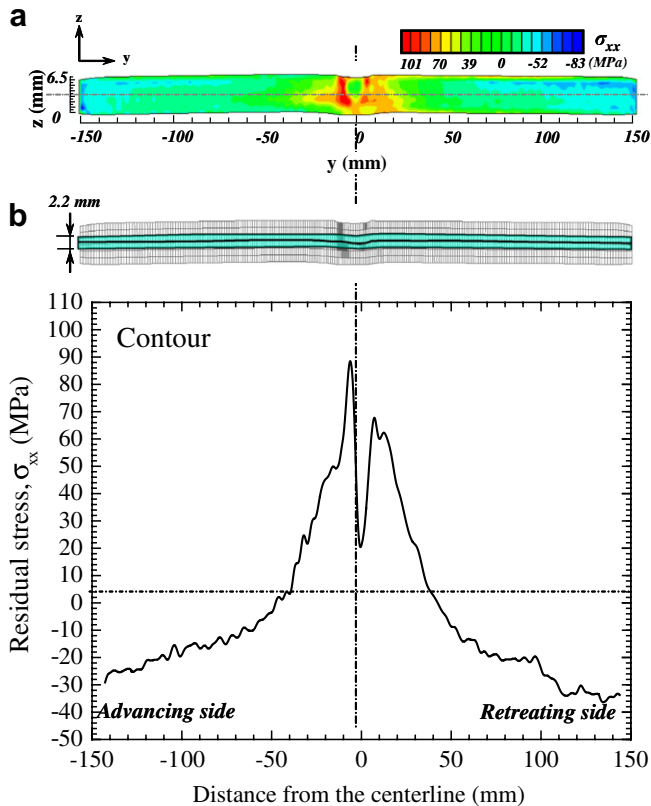 a
z
y
σxx
(MPa)
101 70 39 0 -52 -83
z (mm)
6.5
0
-150 -100 -50 0 50 100 150
y (mm)
b
2.2 mm
Contour
Residual stress, σxx (MPa)
110
100
90
80
70
60
50
40
30
20
10
0
-10
-20
-30
-40
-50
Advancing side
Retreating side
-150 -100 -50 0 50 100 150
Distance from the centerline (mm)